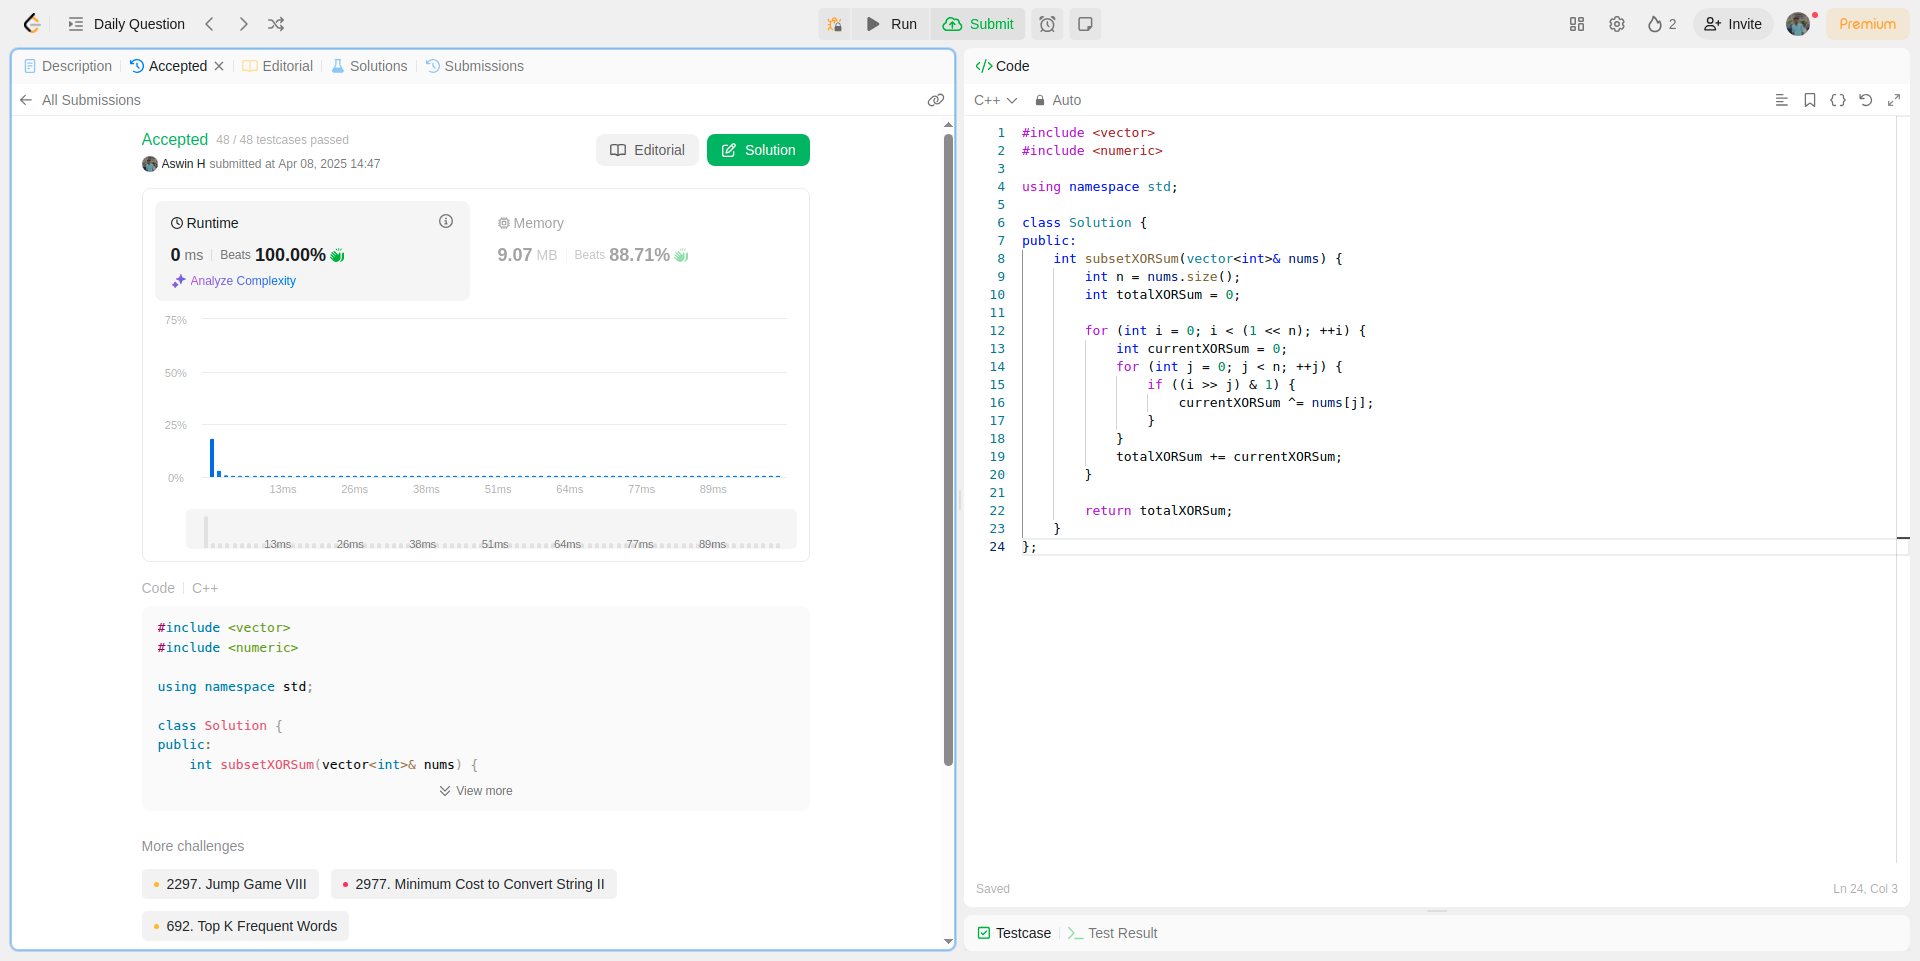 Daily Question
Run
Submit
2
Invite
Premium
Description
Accepted
Editorial
Solutions
Submissions
All Submissions
Accepted 48 / 48 testcases passed
Aswin H submitted at Apr 08, 2025 14:47
Editorial
Solution
Runtime
0 ms Beats 100.00%
Analyze Complexity
Memory
9.07 MB Beats 88.71%
75%
50%
25%
0%
13ms 26ms 38ms 51ms 64ms 77ms 89ms
13ms 26ms 38ms 51ms 64ms 77ms 89ms
Code C++
#include <vector>
#include <numeric>
using namespace std;
class Solution {
public:
    int subsetXORSum(vector<int>& nums) {
View more
More challenges
2297. Jump Game VIII
2977. Minimum Cost to Convert String II
692. Top K Frequent Words
</> Code
C++ Auto
1 #include <vector>
2 #include <numeric>
3
4 using namespace std;
5
6 class Solution {
7 public:
8     int subsetXORSum(vector<int>& nums) {
9         int n = nums.size();
10         int totalXORSum = 0;
11
12         for (int i = 0; i < (1 << n); ++i) {
13             int currentXORSum = 0;
14             for (int j = 0; j < n; ++j) {
15                 if ((i >> j) & 1) {
16                     currentXORSum ^= nums[j];
17                 }
18             }
19             totalXORSum += currentXORSum;
20         }
21
22         return totalXORSum;
23     }
24 };
Saved
Ln 24, Col 3
Testcase
Test Result